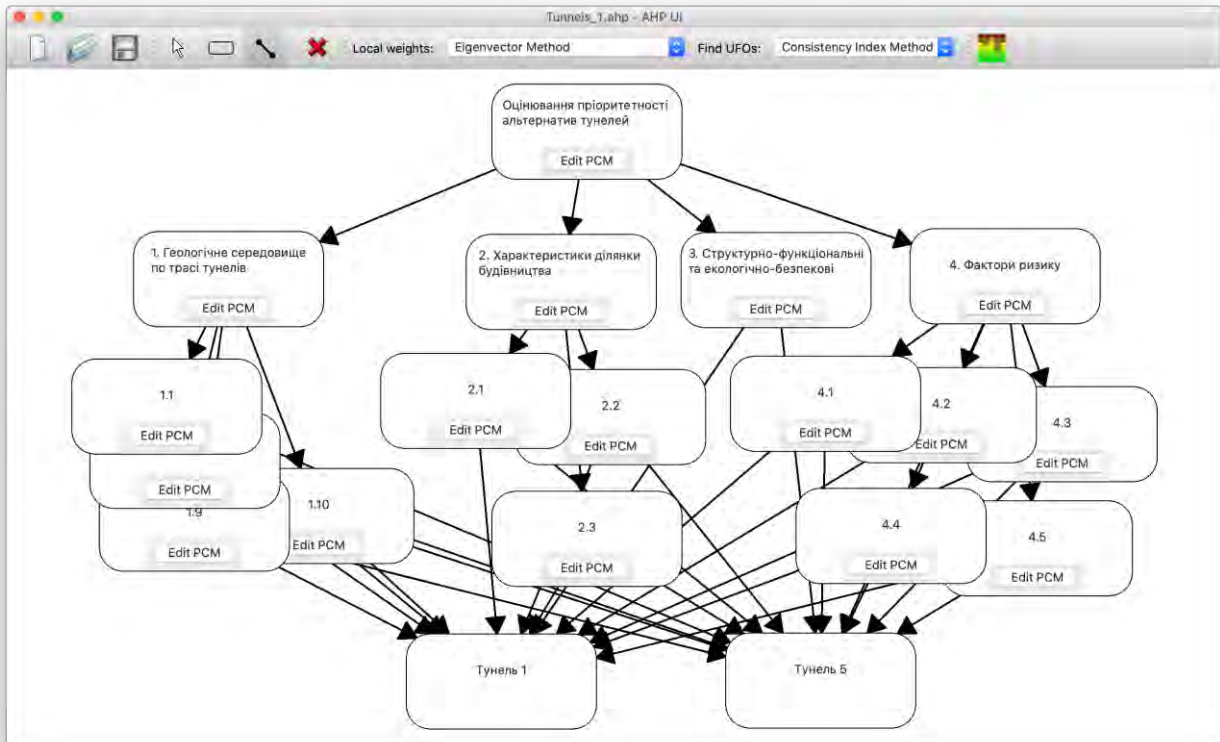 Tunnels_1.ahp - AHP UI
Local weights: Eigenvector Method Find UFOs: Consistency Index Method
Оцінювання пріоритетності
альтернатив тунелей
Edit PCM
1. Геологічне середовище
по трасі тунелів
Edit PCM
2. Характеристики ділянки
будівництва
Edit PCM
3. Структурно-функціональні
та екологічно-безпекові
Edit PCM
4. Фактори ризику
Edit PCM
1.1
Edit PCM
Edit PCM
1.9
Edit PCM
1.10
Edit PCM
2.1
Edit PCM
2.2
Edit PCM
2.3
Edit PCM
4.1
Edit PCM
4.2
Edit PCM
4.3
Edit PCM
4.4
Edit PCM
4.5
Edit PCM
Тунель 1
Тунель 5